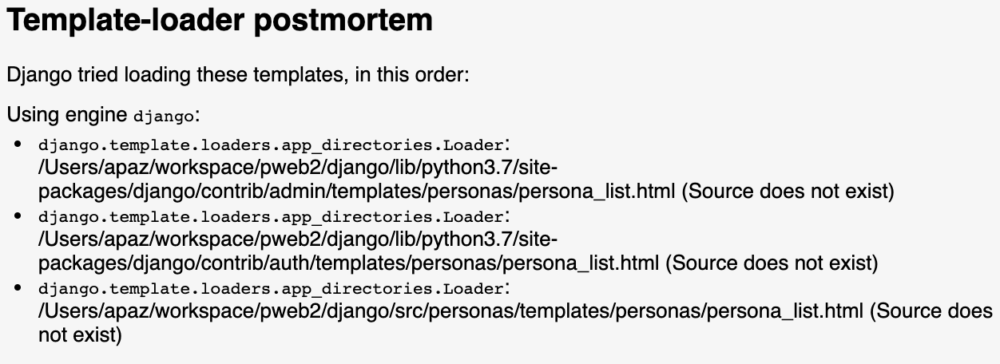 Template-loader postmortem
Django tried loading these templates, in this order:
Using engine django:
• django.template.loaders.app_directories.Loader:
/Users/apaz/workspace/pweb2/django/lib/python3.7/site-
packages/django/contrib/admin/templates/personas/persona_list.html (Source does not exist)
• django.template.loaders.app_directories.Loader:
/Users/apaz/workspace/pweb2/django/lib/python3.7/site-
packages/django/contrib/auth/templates/personas/persona_list.html (Source does not exist)
• django.template.loaders.app_directories.Loader:
/Users/apaz/workspace/pweb2/django/src/personas/templates/personas/persona_list.html (Source does
not exist)